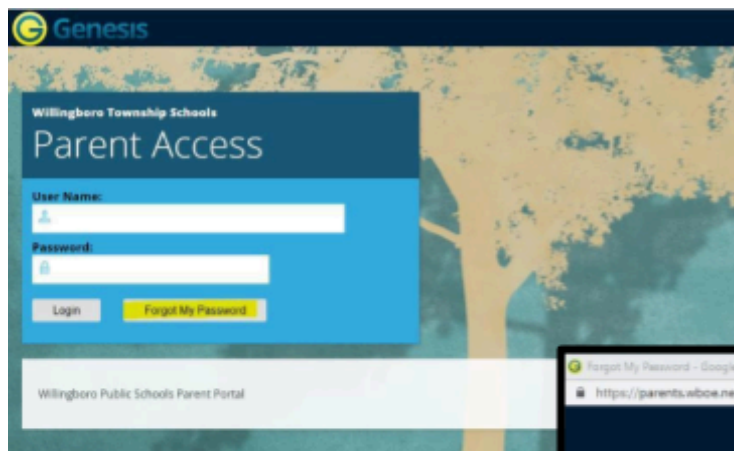 Genesis
Willingboro Township Schools
Parent Access
User Name:
Password:
Login
Forgot My Password
Willingboro Public Schools Parent Portal
Forgot My Password - Google
https://parents.wboe.ne